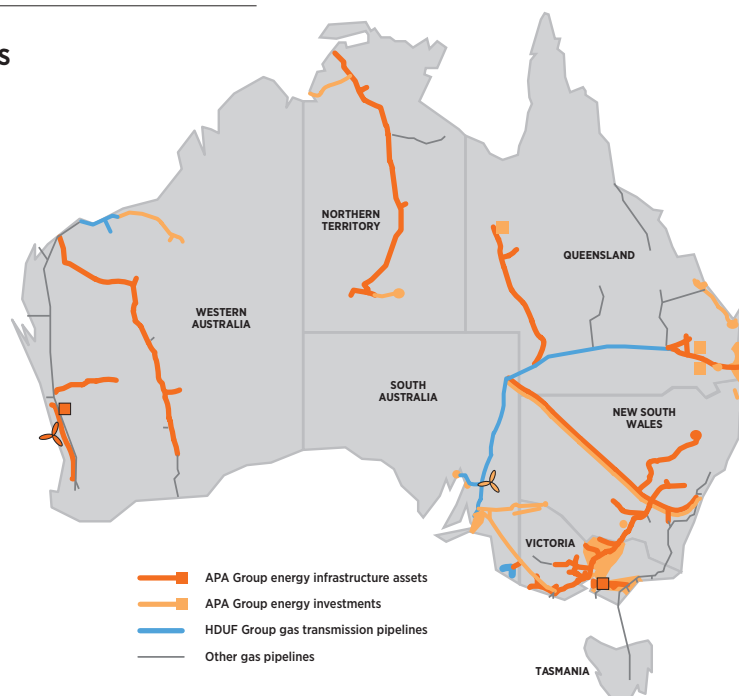 s
NORTHERN
TERRITORY
QUEENSLAND
WESTERN
AUSTRALIA
SOUTH
AUSTRALIA
NEW SOUTH
WALES
VICTORIA
APA Group energy infrastructure assets
APA Group energy investments
HDUF Group gas transmission pipelines
Other gas pipelines
TASMANIA